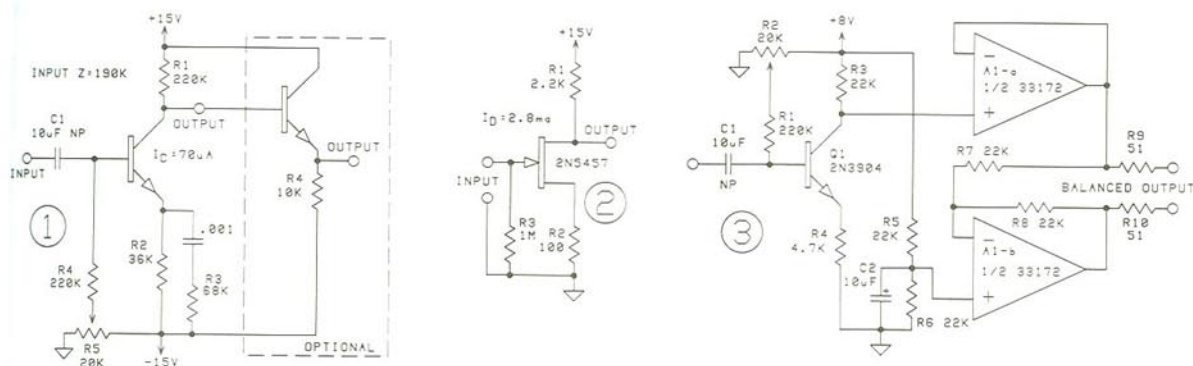 +15V
INPUT Z=190K
R1
220K
C1
10uF NP
OUTPUT
I_C=70uA
OUTPUT
INPUT
R4
10K
1
.001
R2
36K
R3
68K
R4
220K
R5
20K
-15V
OPTIONAL
+15V
R1
2.2K
I_D=2.8ma
OUTPUT
2N5457
INPUT
2
R3
1M
R2
100
+8V
R2
20K
R3
22K
A1-a
1/2 33172
R1
220K
C1
10uF
NP
Q1
2N3904
3
R7 22K
R9
51
BALANCED OUTPUT
R8 22K
R10
51
R4
4.7K
R5
22K
A1-b
1/2 33172
C2
10uF
R6 22K